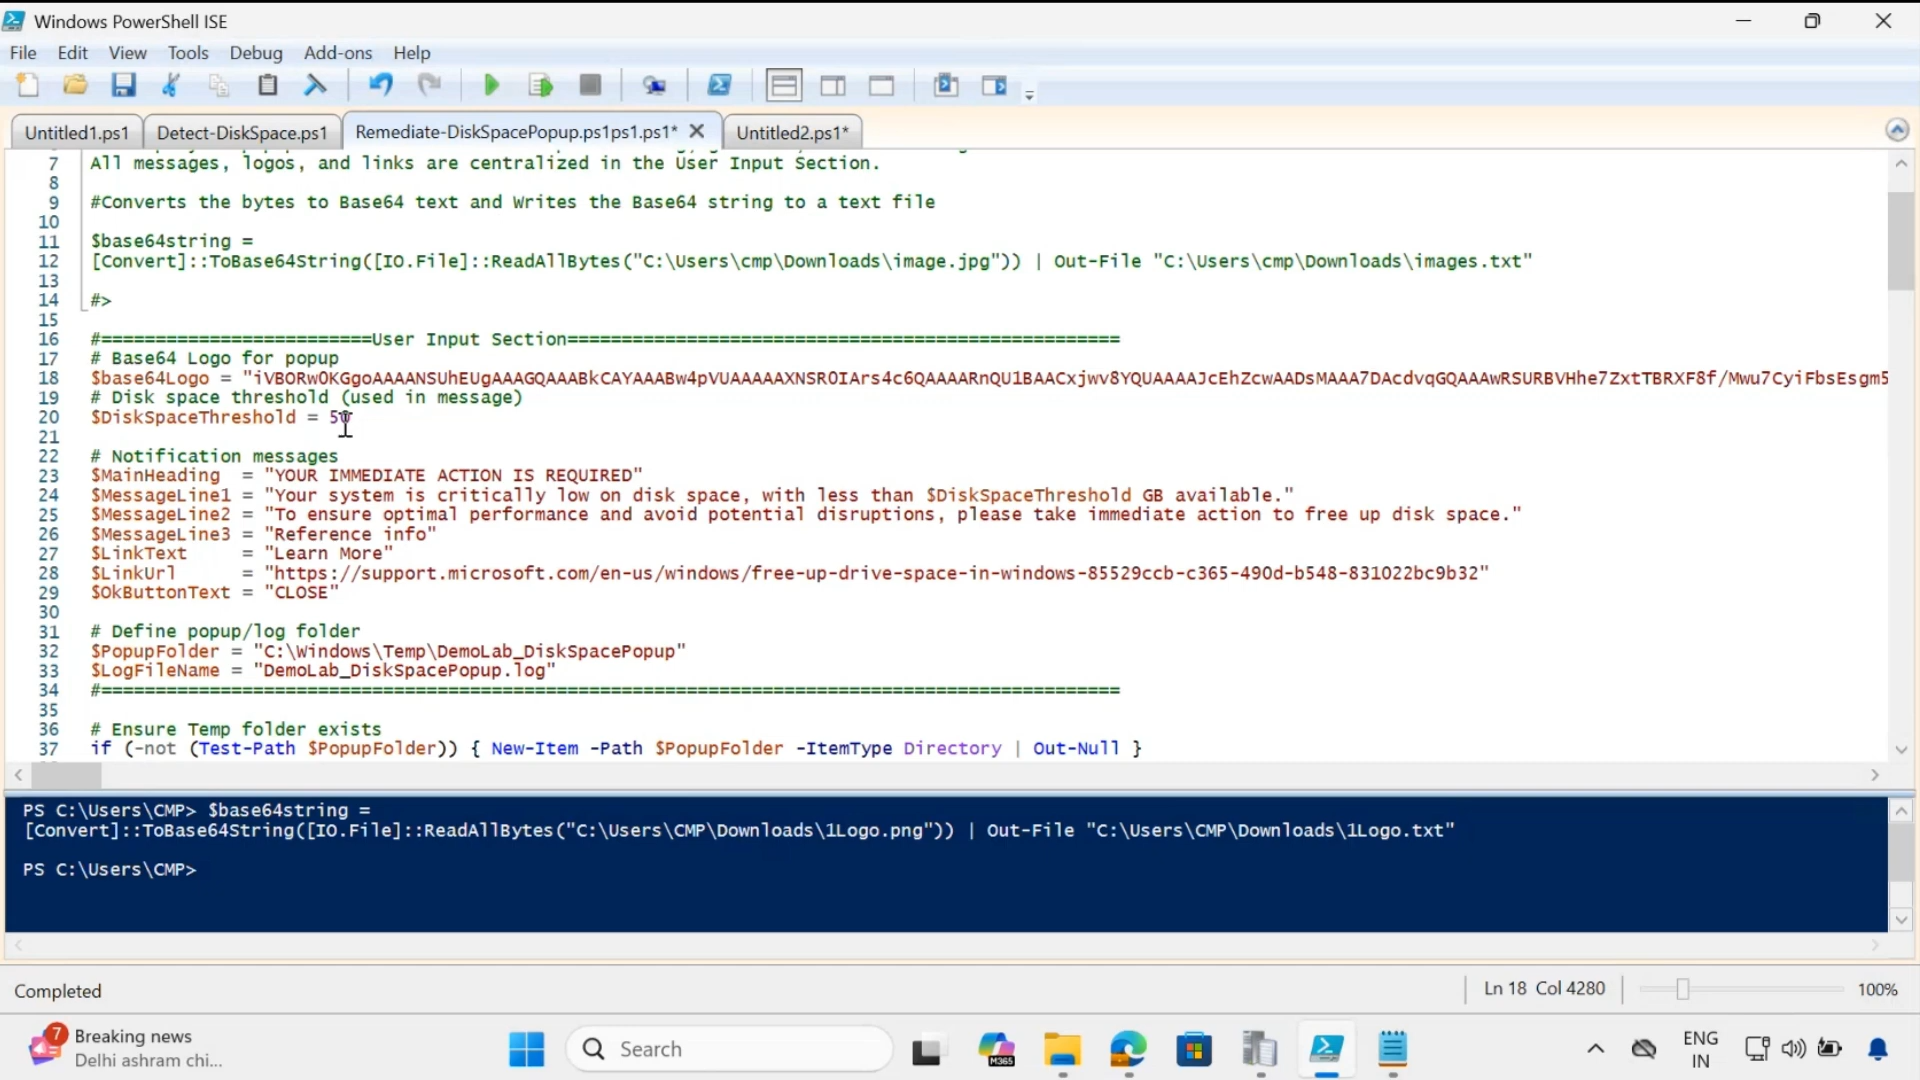 Windows PowerShell ISE
File Edit View Tools Debug Add-ons Help
Untitled1.ps1 Detect-DiskSpace.ps1 Remediate-DiskSpacePopup.ps1ps1.ps1* Untitled2.ps1*
7 All messages, logos, and links are centralized in the User Input Section.
8
9 #Converts the bytes to Base64 text and Writes the Base64 string to a text file
10
11 $base64string =
12 [Convert]::ToBase64String([IO.File]::ReadAllBytes("C:\Users\cmp\Downloads\image.jpg")) | Out-File "C:\Users\cmp\Downloads\images.txt"
13
14 #>
15
16 #=========================User Input Section===================================================
17 # Base64 Logo for popup
18 $base64Logo = "iVBORw0KGgoAAAANSUhEUgAAAGQAAABkCAYAAABw4pVUAAAAAXNSR0IArs4c6QAAAARnQU1BAACxjwv8YQUAAAAJcEhZcwAADsMAAA7DAcdvqGQAAAwRSURBVHhe7ZxtTBRXF8f/Mwu7CyiFbsEsgm5
19 # Disk space threshold (used in message)
20 $DiskSpaceThreshold = 50
21
22 # Notification messages
23 $MainHeading = "YOUR IMMEDIATE ACTION IS REQUIRED"
24 $MessageLine1 = "Your system is critically low on disk space, with less than $DiskSpaceThreshold GB available."
25 $MessageLine2 = "To ensure optimal performance and avoid potential disruptions, please take immediate action to free up disk space."
26 $MessageLine3 = "Reference info"
27 $LinkText = "Learn More"
28 $LinkUrl = "https://support.microsoft.com/en-us/windows/free-up-drive-space-in-windows-85529ccb-c365-490d-b548-831022bc9b32"
29 $OkButtonText = "CLOSE"
30
31 # Define popup/log folder
32 $PopupFolder = "C:\Windows\Temp\DemoLab_DiskSpacePopup"
33 $LogFileName = "DemoLab_DiskSpacePopup.log"
34 #==============================================================================================
35
36 # Ensure Temp folder exists
37 if (-not (Test-Path $PopupFolder)) { New-Item -Path $PopupFolder -ItemType Directory | Out-Null }
PS C:\Users\CMP> $base64string =
[Convert]::ToBase64String([IO.File]::ReadAllBytes("C:\Users\CMP\Downloads\1Logo.png")) | Out-File "C:\Users\CMP\Downloads\1Logo.txt"
PS C:\Users\CMP>
Completed
Ln 18 Col 4280
100%
7
Breaking news
Delhi ashram chi...
Search
M365
ENG
IN